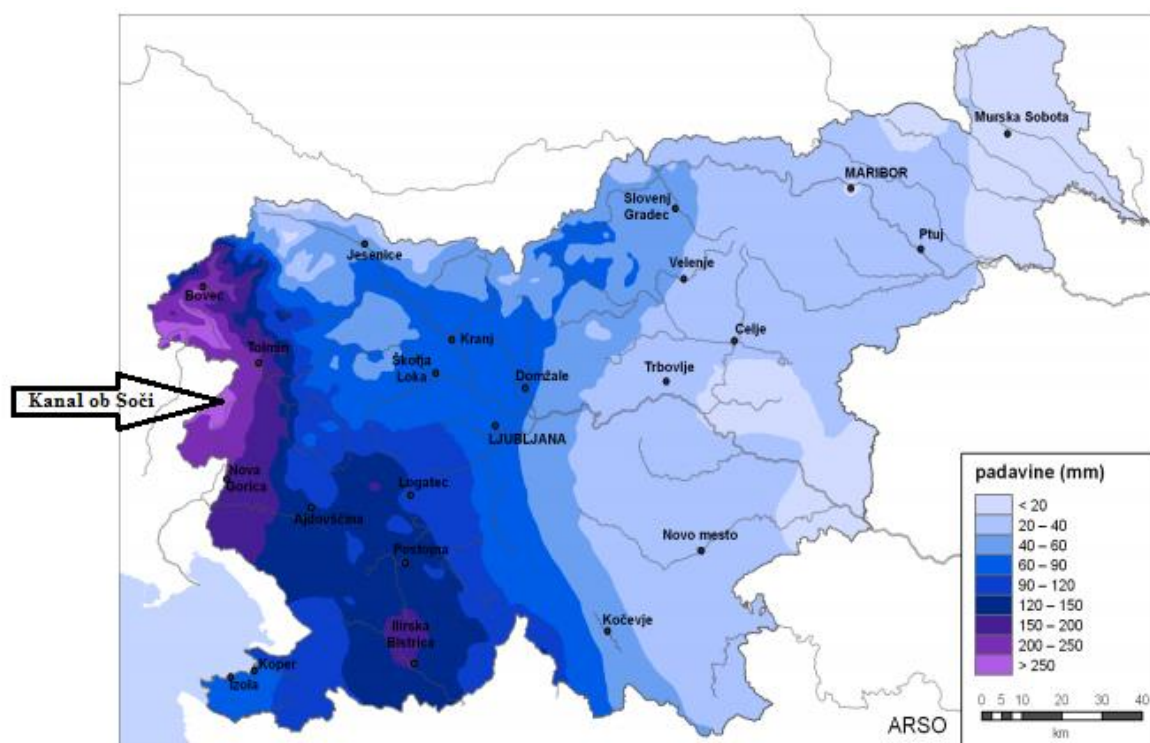 Murska Sobota
MARIBOR
Slovenj
Gradec
Ptuj
Jesenice
Velenje
Bovec
Celje
Kranj
Tolmin
Škofja
Loka
Domžale
Trbovlje
Kanal ob Soči
LJUBLJANA
Nova
Gorica
Logatec
Ajdovščina
Novo mesto
Postojna
Ilirska
Bistrica
Kočevje
Koper
Izola
padavine (mm)
< 20
20 – 40
40 – 60
60 – 90
90 – 120
120 – 150
150 – 200
200 – 250
> 250
0 5 10 20 30 40
km
ARSO